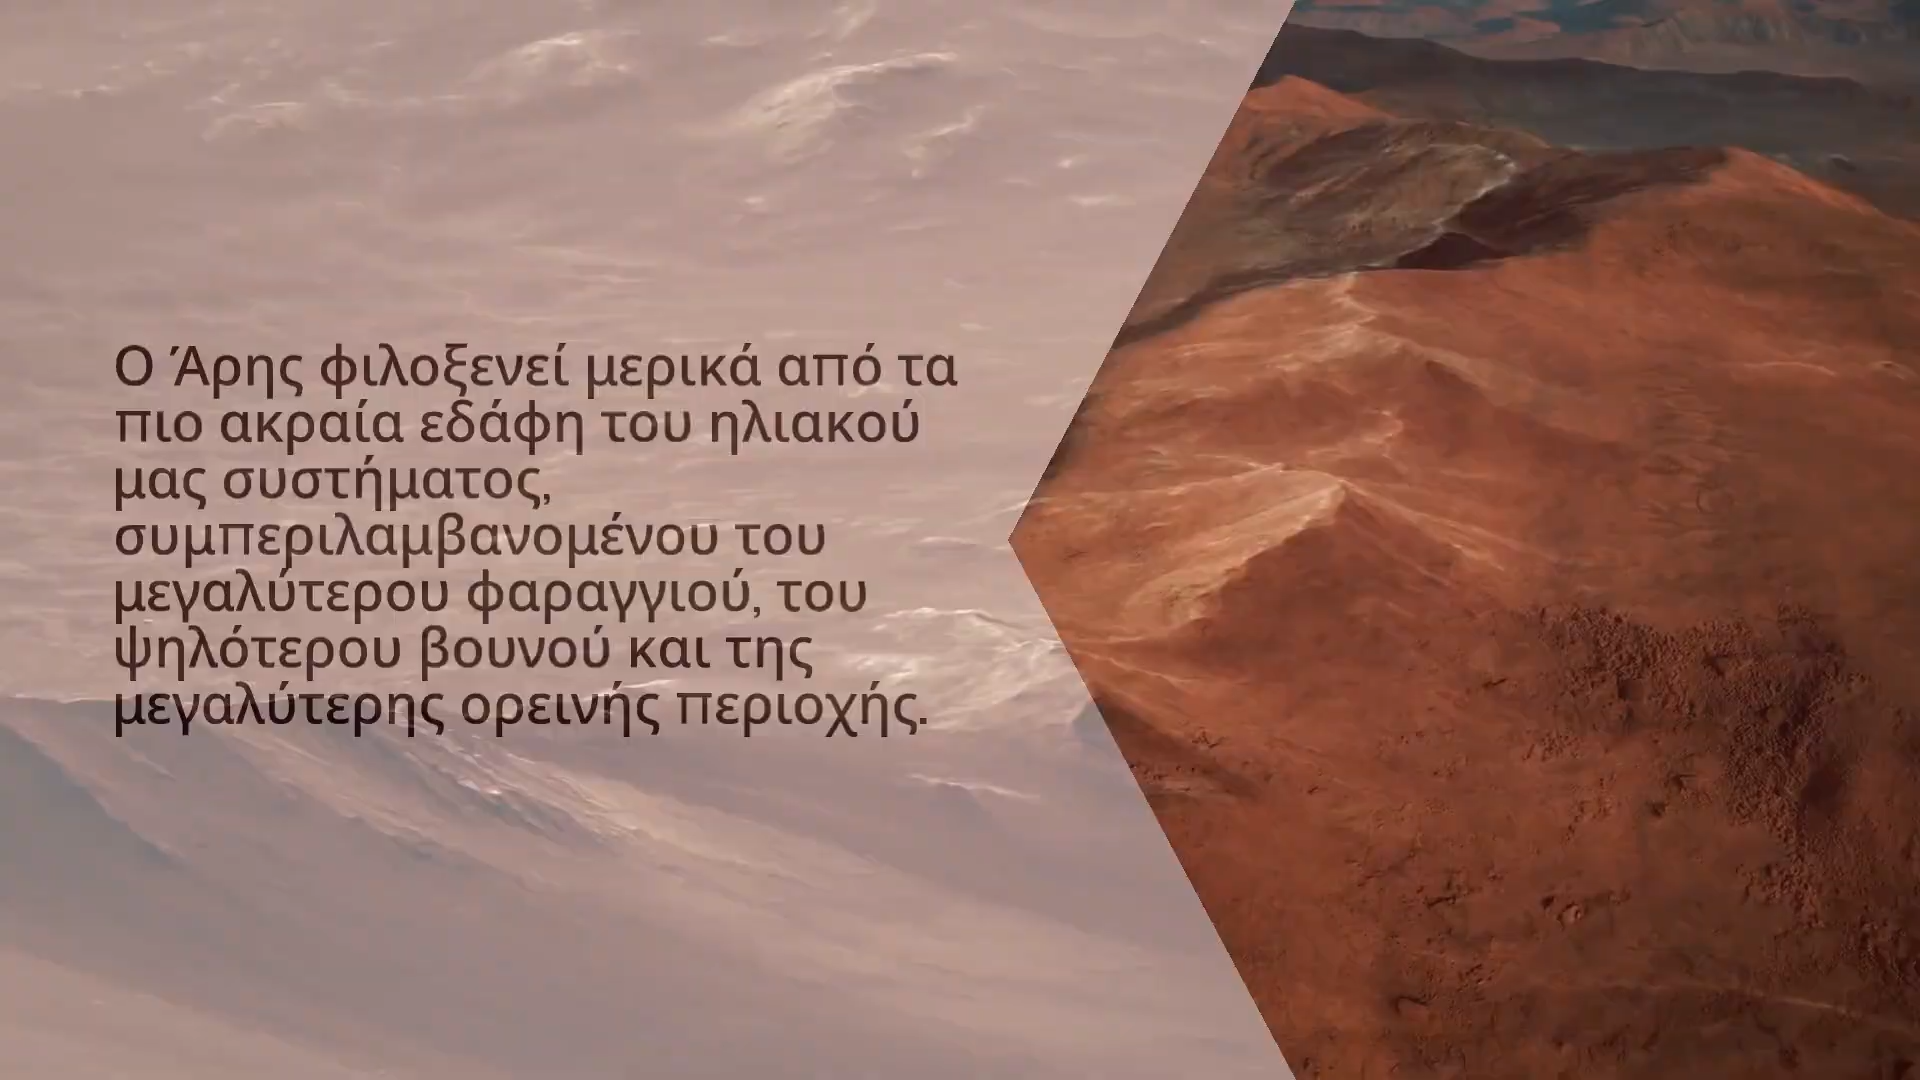 Ο Άρης φιλοξενεί μερικά από τα
πιο ακραία εδάφη του ηλιακού
μας συστήματος,
συμπεριλαμβανομένου του
μεγαλύτερου φαραγγιού, του
ψηλότερου βουνού και της
μεγαλύτερης ορεινής περιοχής.